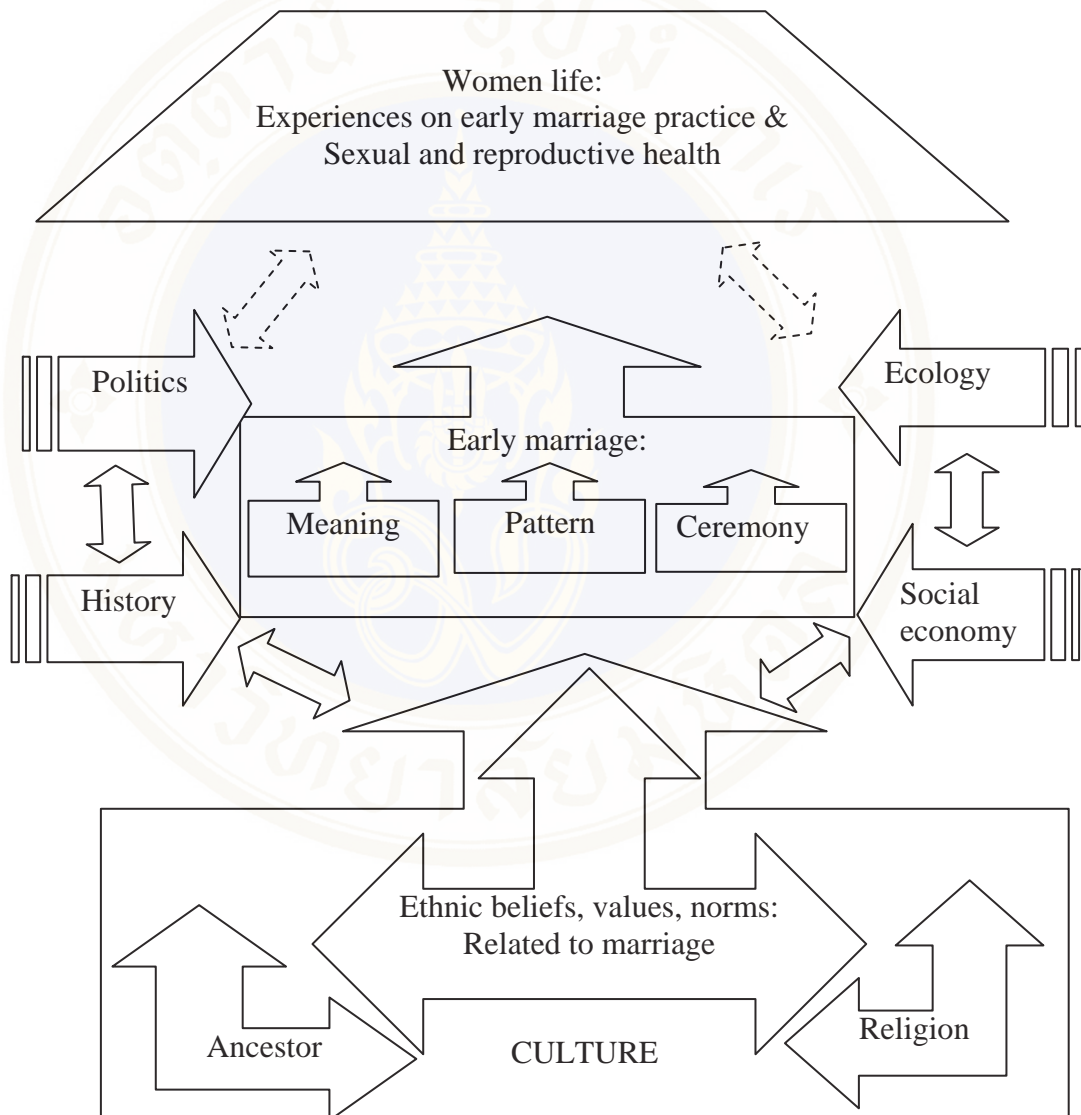 Women life:
Experiences on early marriage practice &
Sexual and reproductive health
Politics
Ecology
Early marriage:
Meaning
Pattern
Ceremony
History
Social
economy
Ethnic beliefs, values, norms:
Related to marriage
Ancestor
Religion
CULTURE